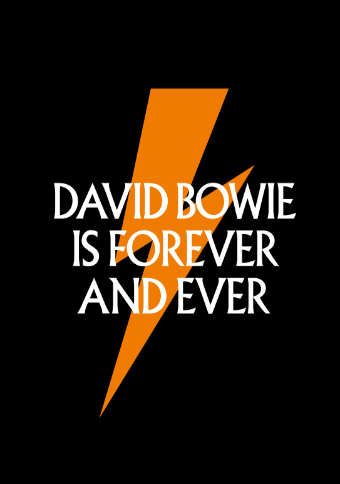 DAVID BOWIE
IS FOREVER
AND EVER